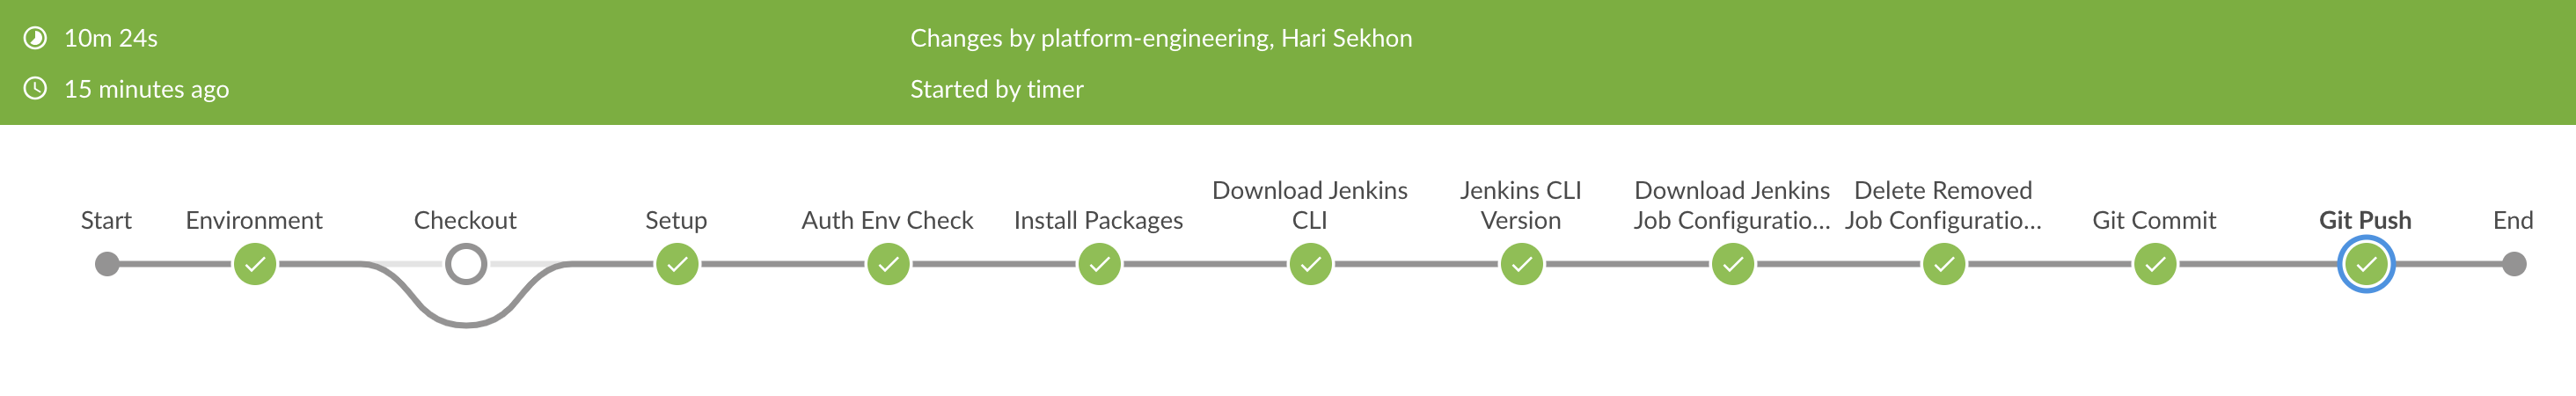 10m 24s
Changes by platform-engineering, Hari Sekhon
15 minutes ago
Started by timer
Start
Environment
Checkout
Setup
Auth Env Check
Install Packages
Download Jenkins
CLI
Jenkins CLI
Version
Download Jenkins
Job Configuratio...
Delete Removed
Job Configuratio...
Git Commit
Git Push
End